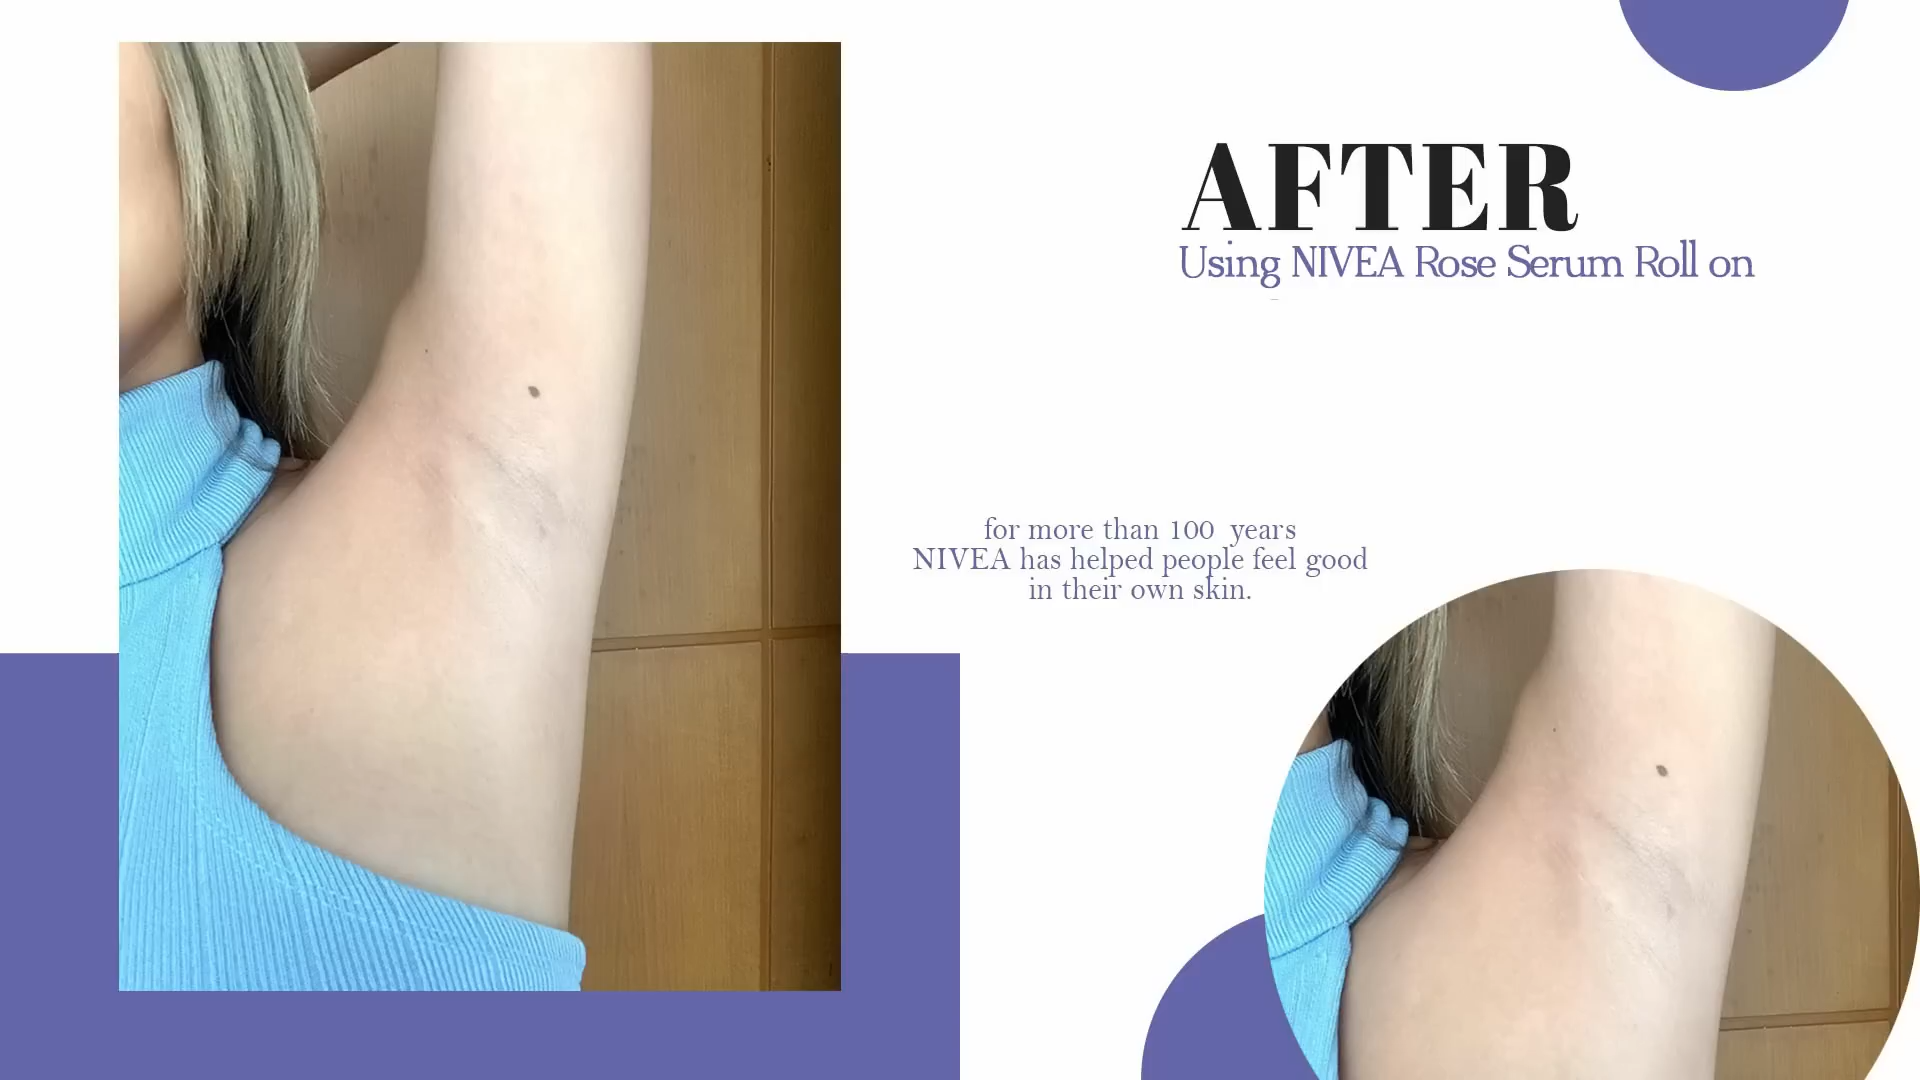 AFTER
Using NIVEA Rose Serum Roll on
for more than 100 years
NIVEA has helped people feel good
in their own skin.